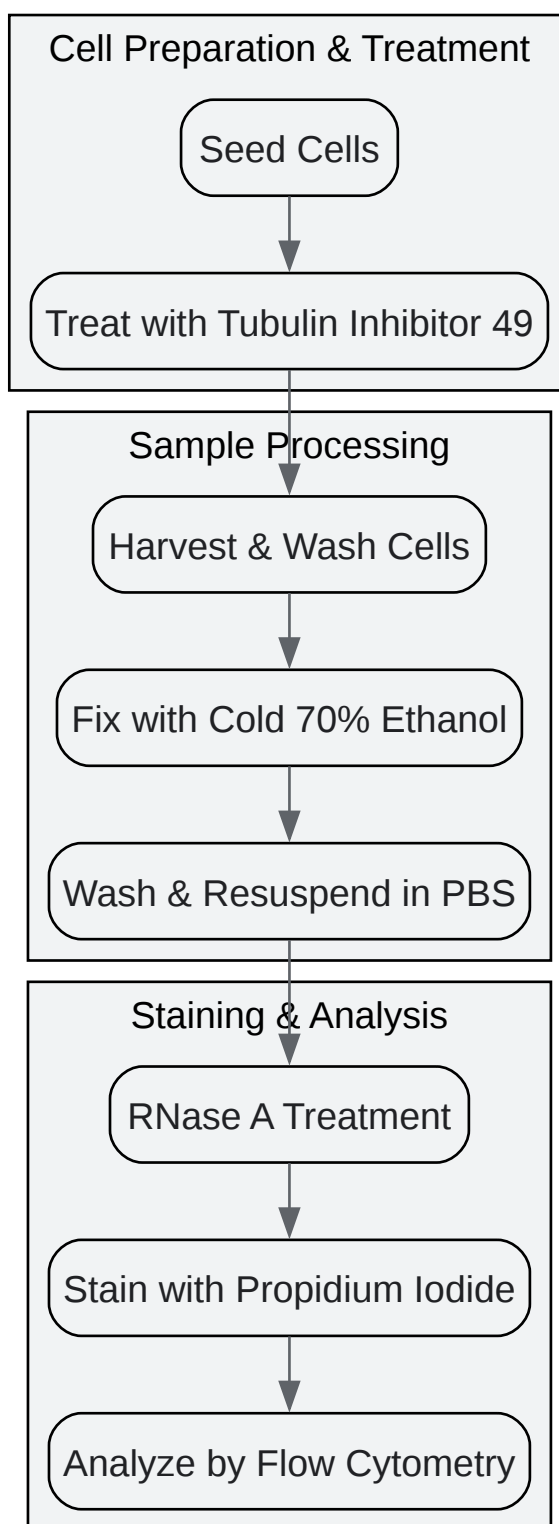 Cell Preparation & Treatment
Seed Cells
Treat with Tubulin Inhibitor 49
Sample Processing
Harvest & Wash Cells
Fix with Cold 70% Ethanol
Wash & Resuspend in PBS
Staining & Analysis
RNase A Treatment
Stain with Propidium Iodide
Analyze by Flow Cytometry